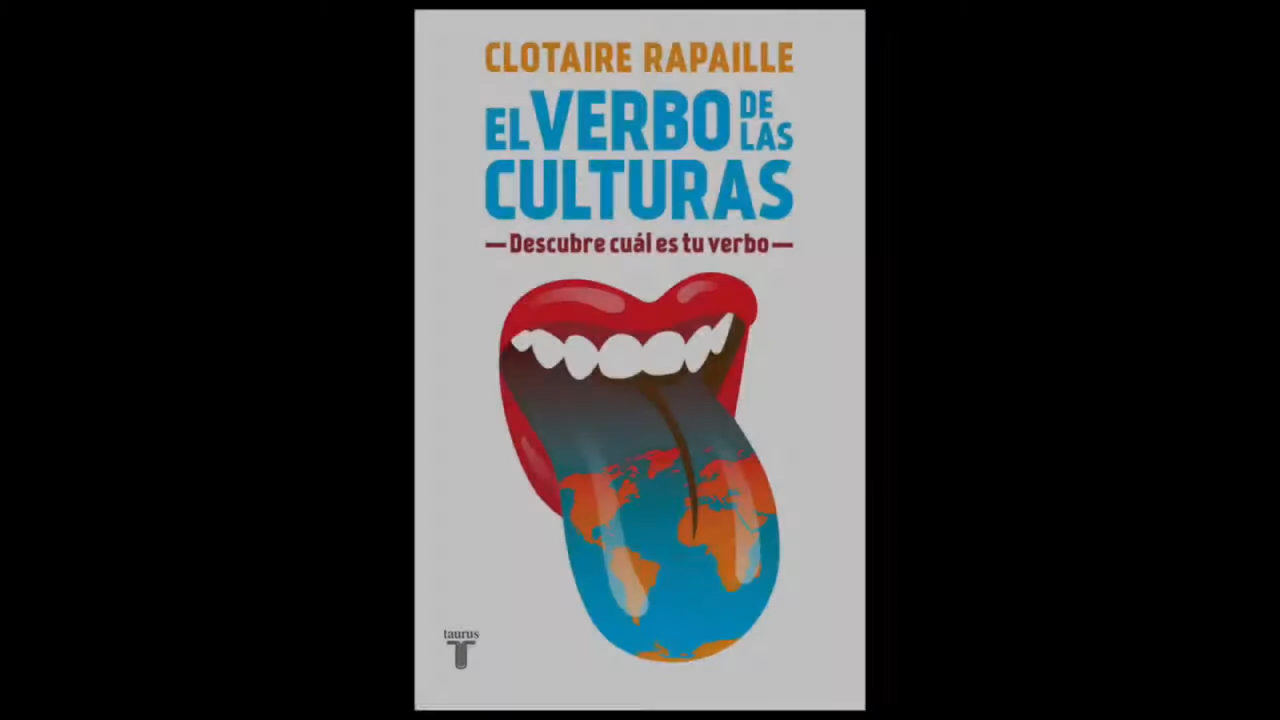 CLOTAIRE RAPAILLE
EL VERBO DE LAS
CULTURAS
—Descubre cuál es tu verbo—
taurus
T